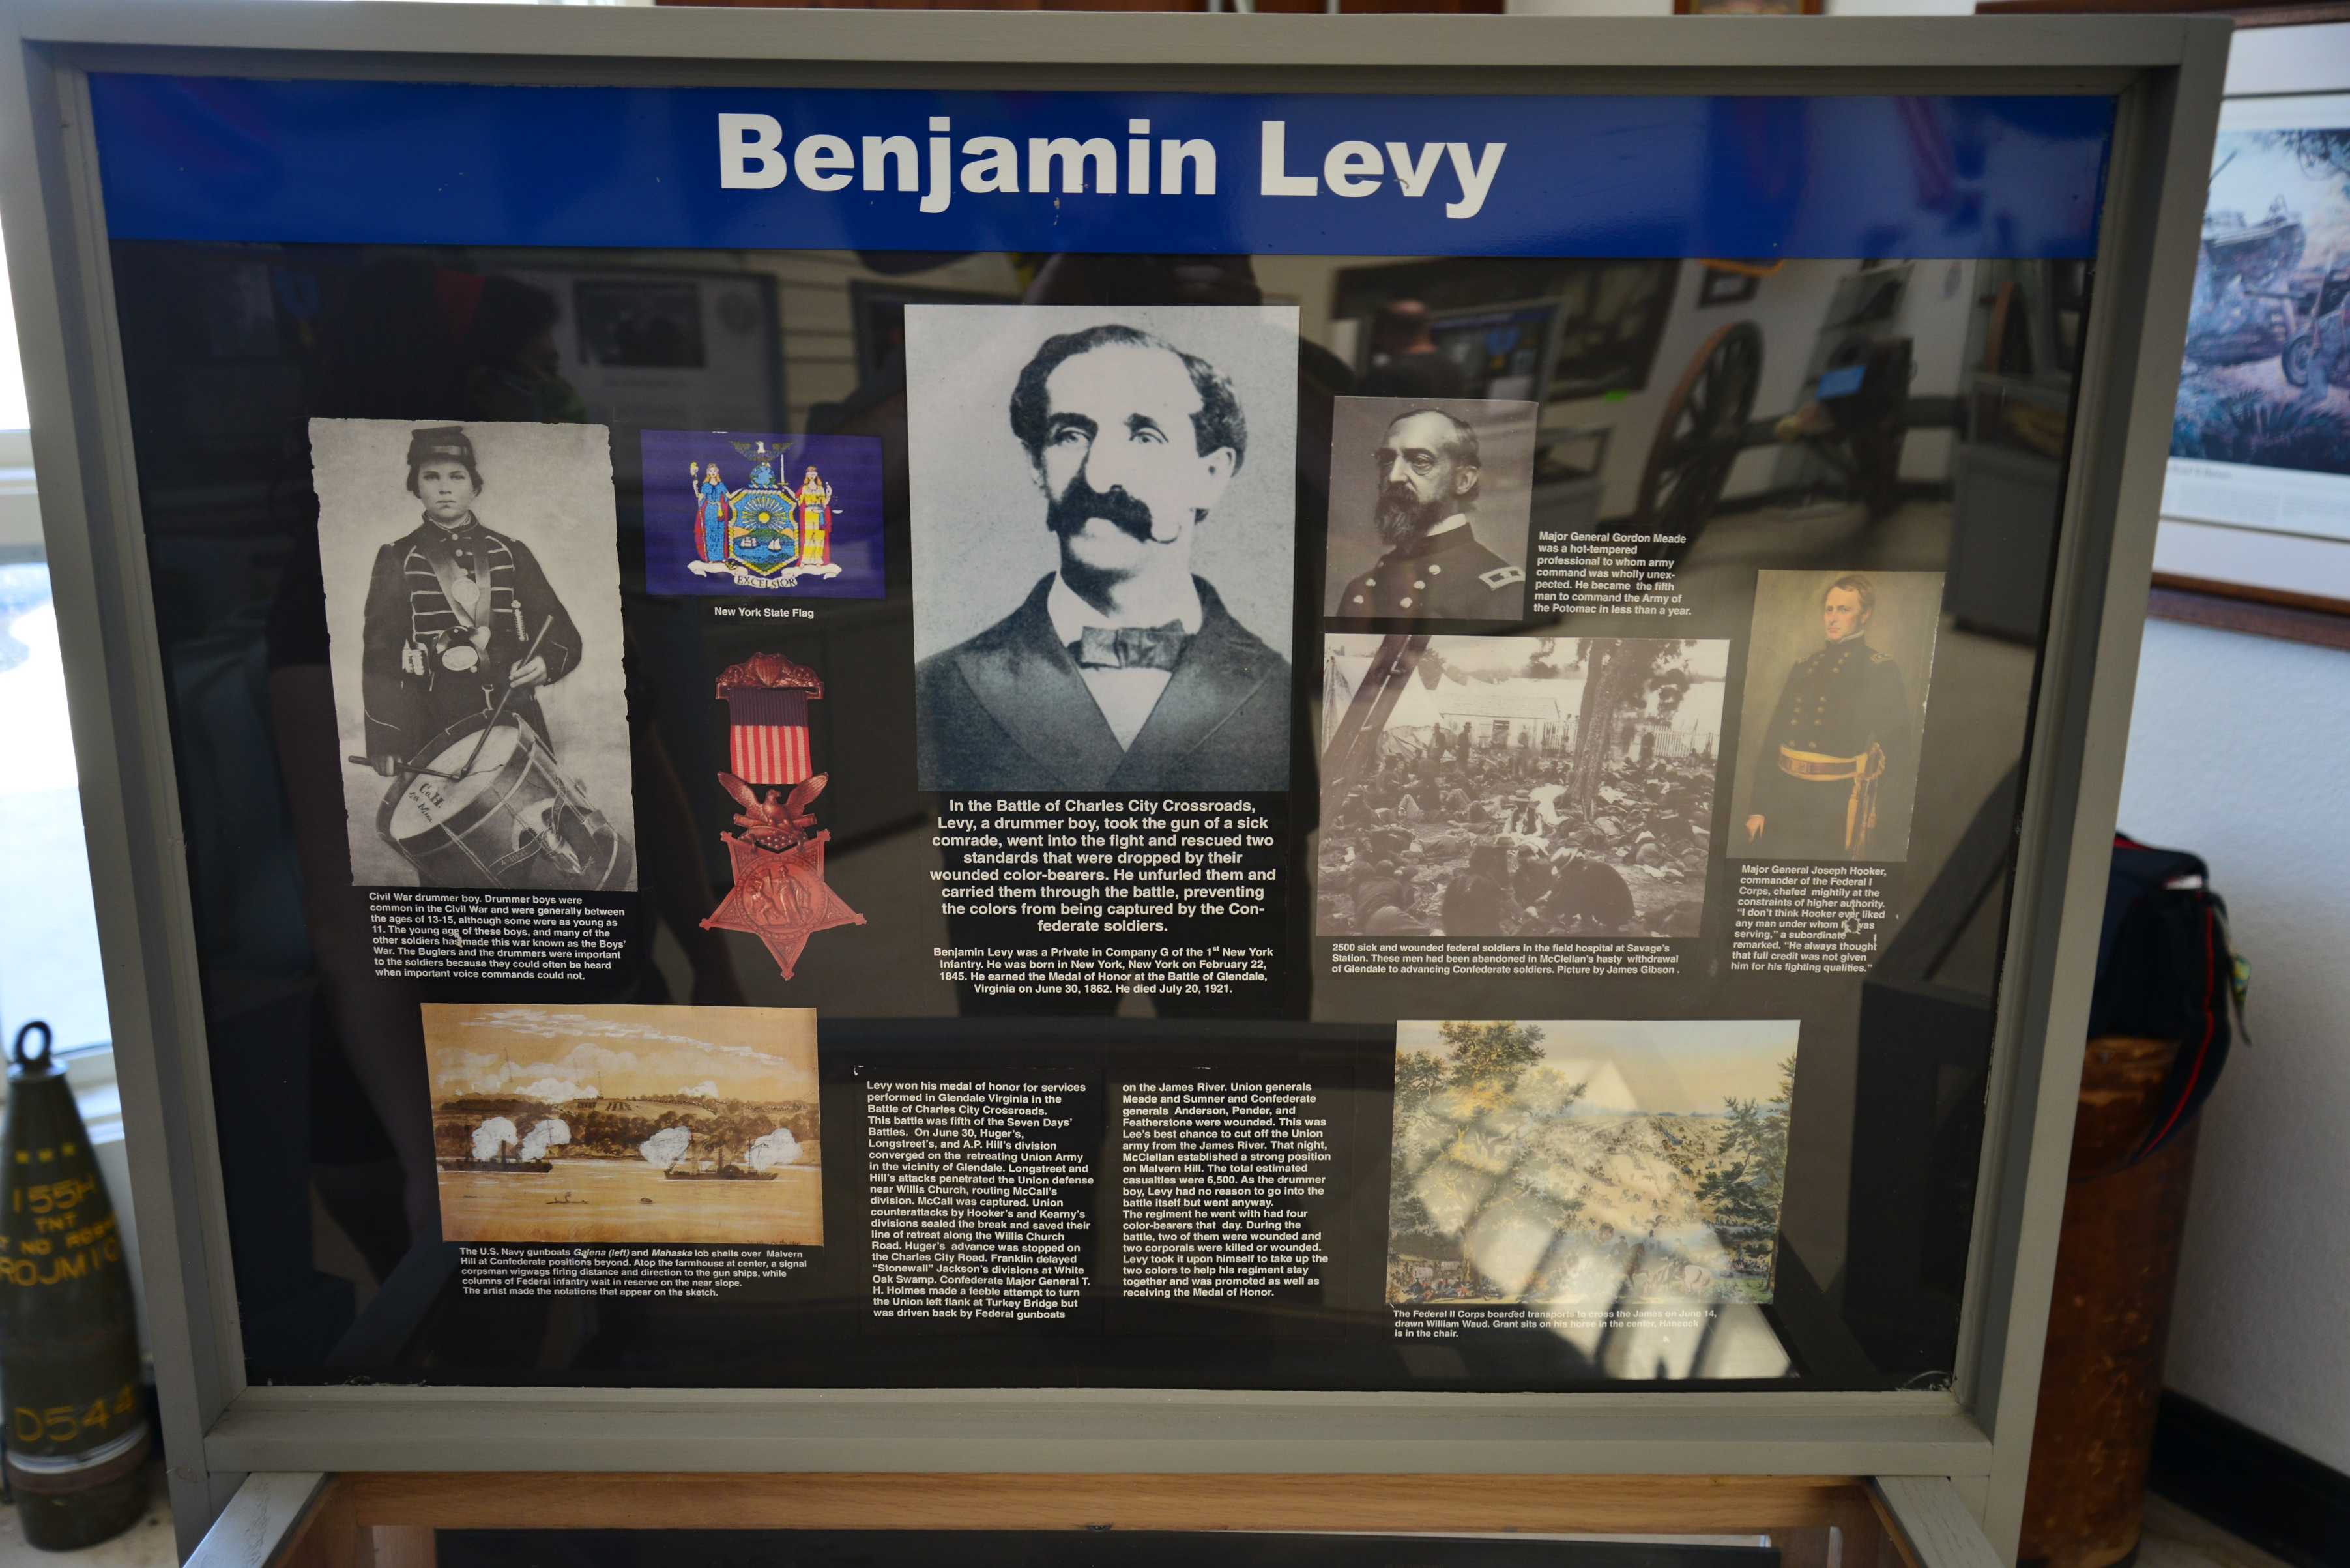 Benjamin Levy
EXCELSIOR
New York State Flag
Co.H.
Civil War drummer boy. Drummer boys were
common in the Civil War and were generally between
the ages of 13-15, although some were as young as
11. The young age of these boys, and many of the
other soldiers has made this war known as the Boys'
War. The Buglers and the drummers were important
to the soldiers because they could often be heard
when important voice commands could not.
In the Battle of Charles City Crossroads,
Levy, a drummer boy, took the gun of a sick
comrade, went into the fight and rescued two
standards that were dropped by their
wounded color-bearers. He unfurled them and
carried them through the battle, preventing
the colors from being captured by the Con-
federate soldiers.
Benjamin Levy was a Private in Company G of the 1st New York
Infantry. He was born in New York, New York on February 22,
1845. He earned the Medal of Honor at the Battle of Glendale,
Virginia on June 30, 1862. He died July 20, 1921.
Major General Gordon Meade
was a hot-tempered
professional to whom army
command was wholly unex-
pected. He became the fifth
man to command the Army of
the Potomac in less than a year.
2500 sick and wounded federal soldiers in the field hospital at Savage's
Station. These men had been abandoned in McClellan's hasty withdrawal
of Glendale to advancing Confederate soldiers. Picture by James Gibson .
Major General Joseph Hooker,
commander of the Federal I
Corps, chafed mightily at the
constraints of higher authority.
"I don't think Hooker ever liked
any man under whom was
serving," a subordinate
remarked. "He always thought
that full credit was not given
him for his fighting qualities."
The U.S. Navy gunboats Galena (left) and Mahaska lob shells over Malvern
Hill at Confederate positions beyond. Atop the farmhouse at center, a signal
corpsman wigwags firing distance and direction to the gun ships, while
columns of Federal infantry wait in reserve on the near slope.
The artist made the notations that appear on the sketch.
Levy won his medal of honor for services
performed in Glendale Virginia in the
Battle of Charles City Crossroads.
This battle was fifth of the Seven Days'
Battles. On June 30, Huger's,
Longstreet's, and A.P. Hill's division
converged on the retreating Union Army
in the vicinity of Glendale. Longstreet and
Hill's attacks penetrated the Union defense
near Willis Church, routing McCall's
division. McCall was captured. Union
counterattacks by Hooker's and Kearny's
divisions sealed the break and saved their
line of retreat along the Willis Church
Road. Huger's advance was stopped on
the Charles City Road. Franklin delayed
"Stonewall" Jackson's divisions at White
Oak Swamp. Confederate Major General T.
H. Holmes made a feeble attempt to turn
the Union left flank at Turkey Bridge but
was driven back by Federal gunboats
on the James River. Union generals
Meade and Sumner and Confederate
generals Anderson, Pender, and
Featherstone were wounded. This was
Lee's best chance to cut off the Union
army from the James River. That night,
McClellan established a strong position
on Malvern Hill. The total estimated
casualties were 6,500. As the drummer
boy, Levy had no reason to go into the
battle itself but went anyway.
The regiment he went with had four
color-bearers that day. During the
battle, two of them were wounded and
two corporals were killed or wounded.
Levy took it upon himself to take up the
two colors to help his regiment stay
together and was promoted as well as
receiving the Medal of Honor.
The Federal II Corps boarded transports to cross the James on June 14,
drawn William Waud. Grant sits on his horse in the center, Hancock
is in the chair.
155H
TNT
D544